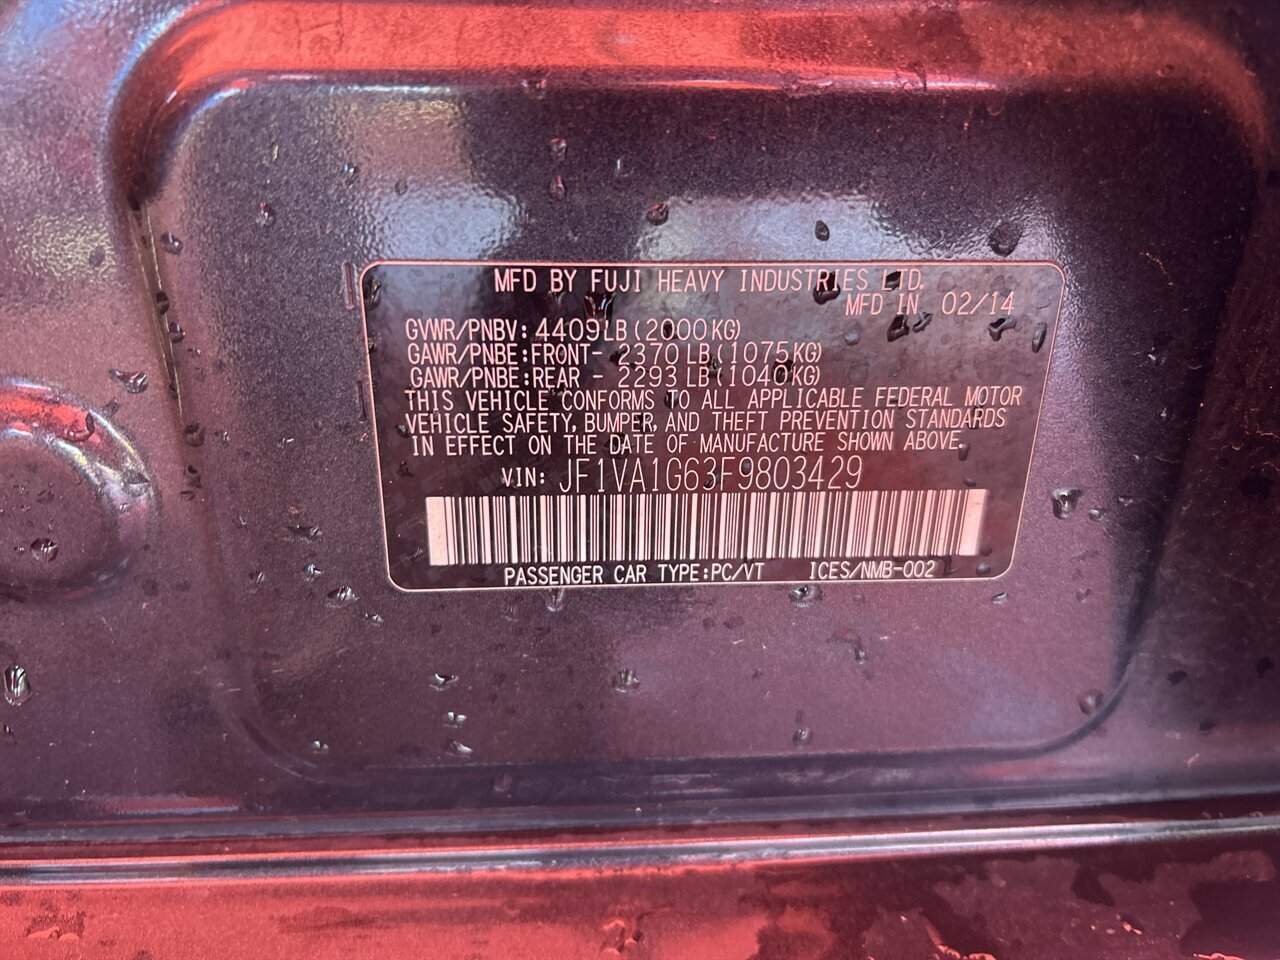 MFD BY FUJI HEAVY INDUSTRIES LTD.
MFD IN 02/14
GVWR/PNBV: 4409LB(2000KG)
GAWR/PNBE:FRONT- 2370LB(1075KG)
GAWR/PNBE:REAR - 2293LB(1040KG)
THIS VEHICLE CONFORMS TO ALL APPLICABLE FEDERAL MOTOR
VEHICLE SAFETY, BUMPER, AND THEFT PREVENTION STANDARDS
IN EFFECT ON THE DATE OF MANUFACTURE SHOWN ABOVE.
VIN: JF1VA1G63F9803429
PASSENGER CAR TYPE:PC/VT ICES/NMB-002